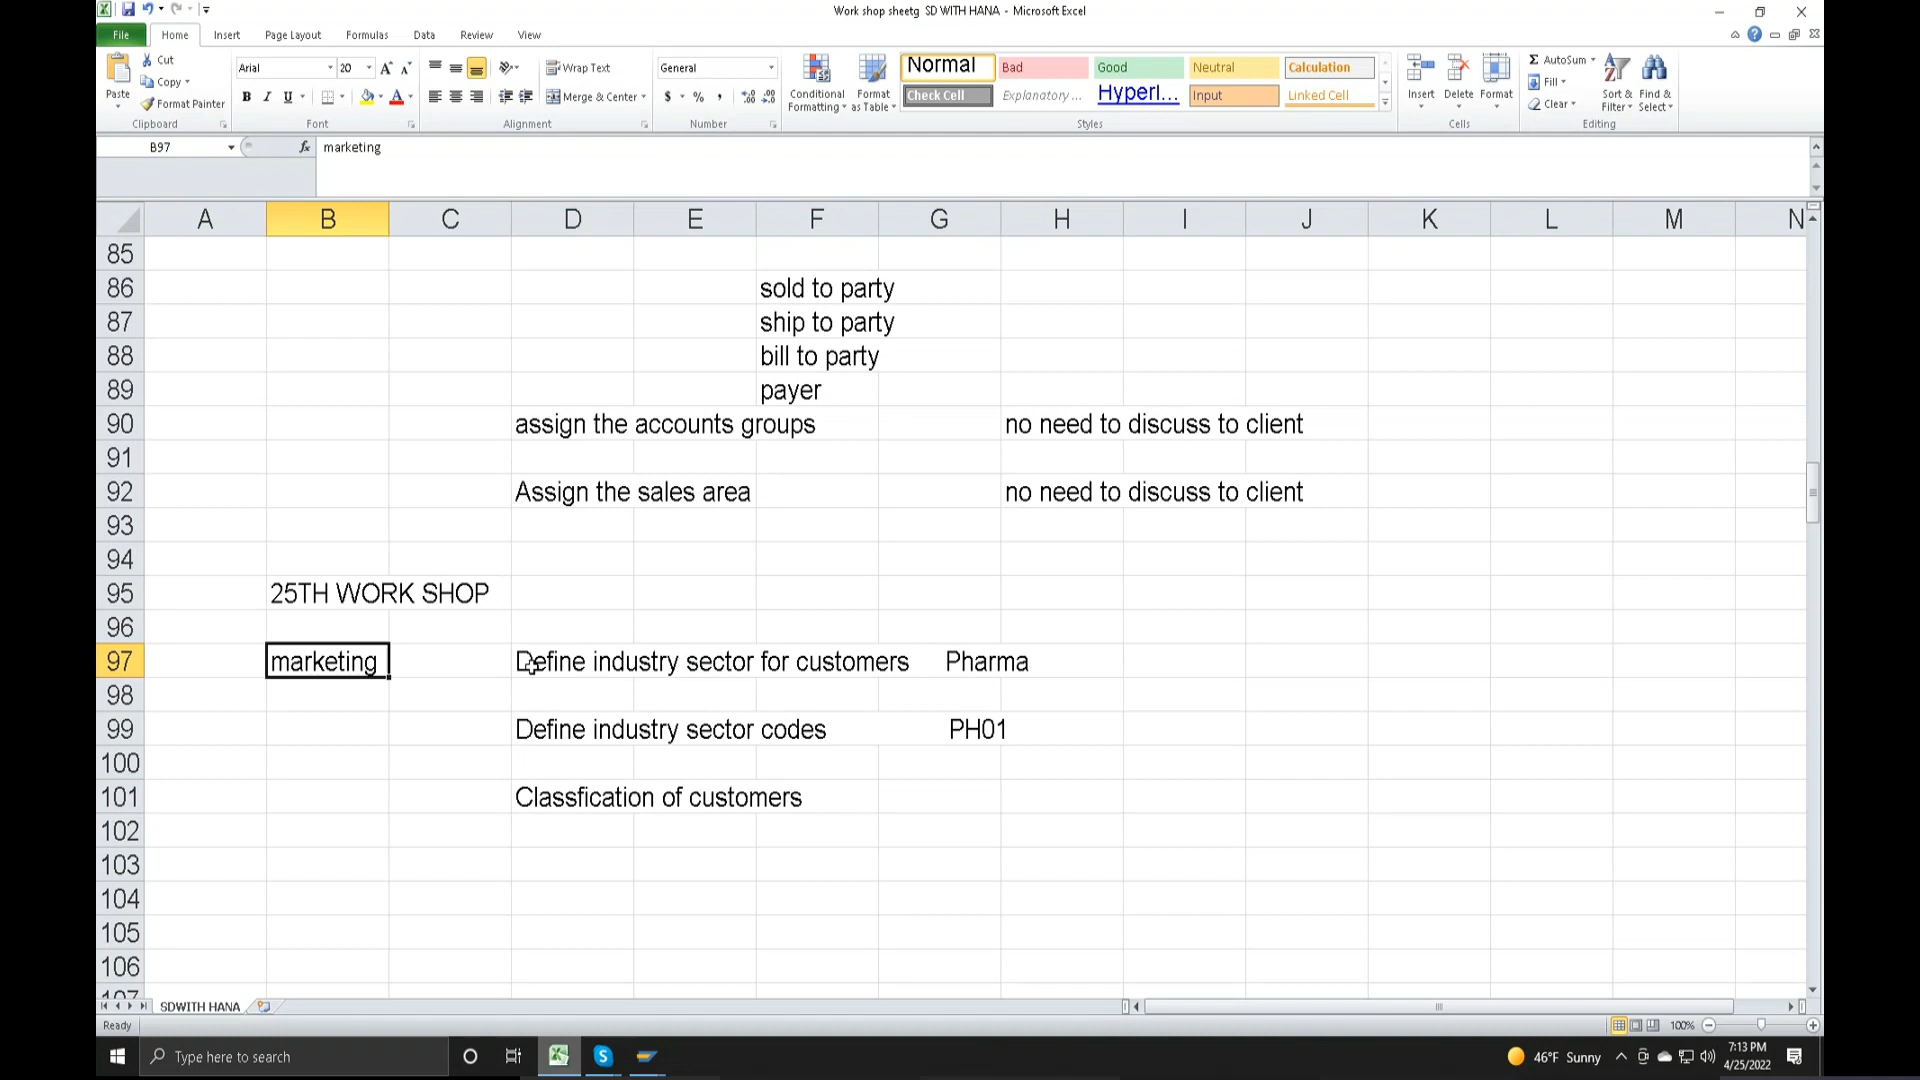 Work shop sheetg  SD WITH HANA - Microsoft Excel
File Home Insert Page Layout Formulas Data Review View
Paste
Cut
Copy
Format Painter
Clipboard
Arial 20
B I U
Font
Wrap Text
Merge & Center
Alignment
General
$ % ,
Number
Conditional Formatting
Format as Table
Normal Bad Good Neutral Calculation
Check Cell Explanatory ... Hyperl... Input Linked Cell
Styles
Insert Delete Format
Cells
AutoSum
Fill
Clear
Sort & Filter
Find & Select
Editing
B97 fx marketing
A B C D E F G H I J K L M N
85
86 sold to party
87 ship to party
88 bill to party
89 payer
90 assign the accounts groups no need to discuss to client
91
92 Assign the sales area no need to discuss to client
93
94
95 25TH WORK SHOP
96
97 marketing Define industry sector for customers Pharma
98
99 Define industry sector codes PH01
100
101 Classfication of customers
102
103
104
105
106
107
SDWITH HANA
Ready 100%
Type here to search
46°F Sunny
7:13 PM
4/25/2022